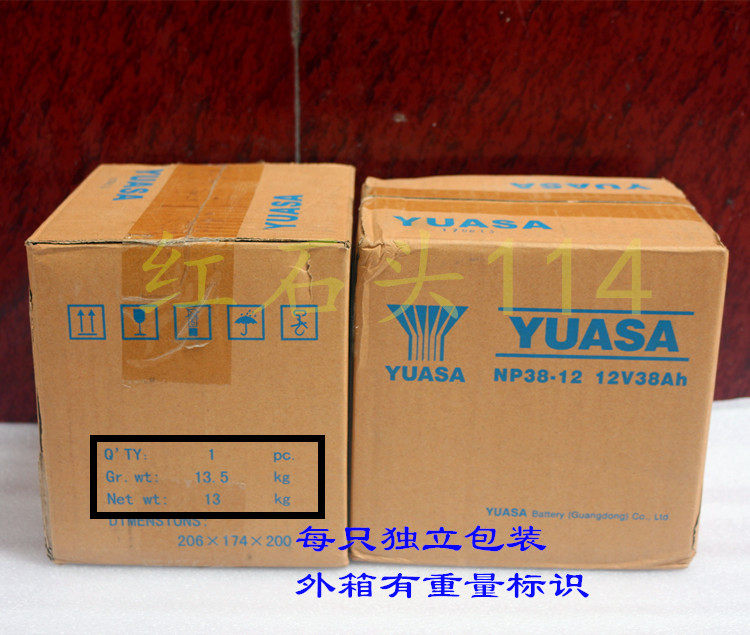 YUASA
YUASA
YUASA
YUASA
红石头114
YUASA
YUASA
NP38-12 12V38Ah
Q'TY: 1 pc.
Gr.wt: 13.5 kg
Net wt: 13 kg
DIMENSIONS:
206×174×200
YUASA Battery (Guangdong) Co., Ltd
每只独立包装
外箱有重量标识